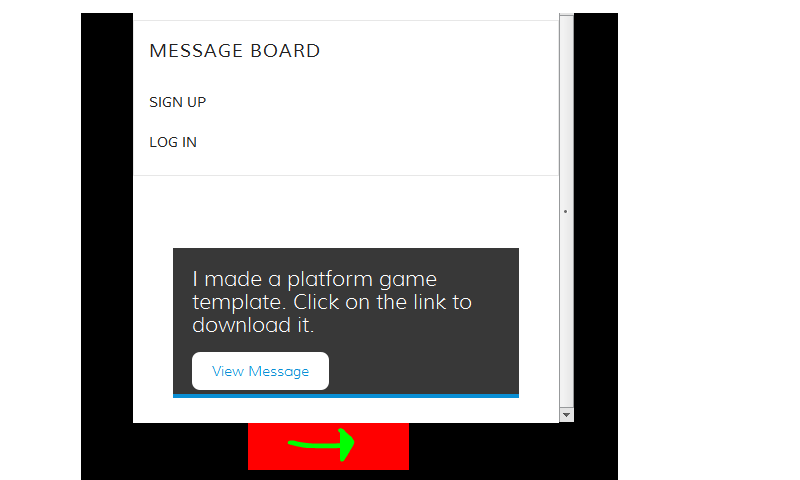 MESSAGE BOARD
SIGN UP
LOG IN
I made a platform game
template. Click on the link to
download it.
View Message